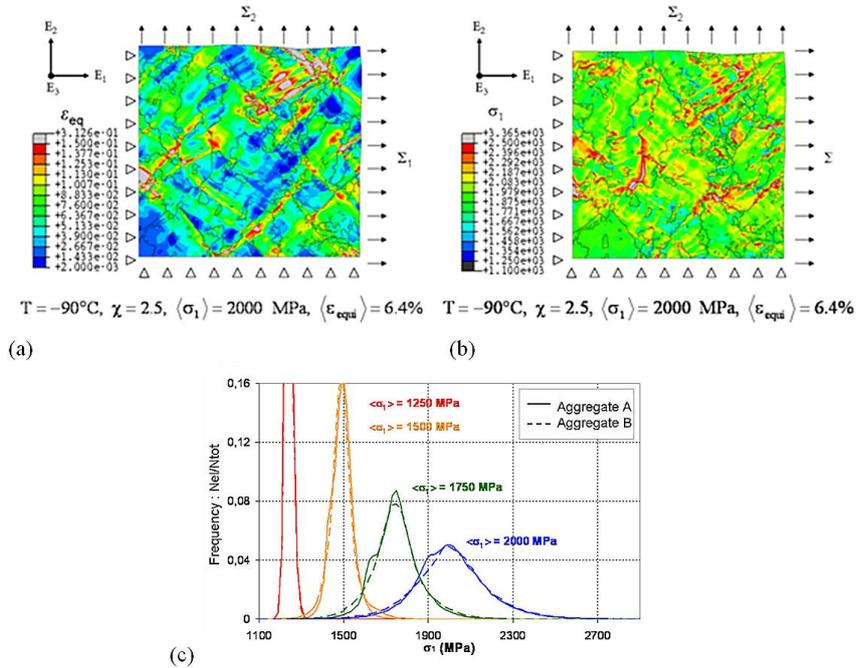 Σ2
E2
E1
E3
εeq
+3.126e-01
+1.500e-01
+1.377e-01
+1.253e-01
+1.130e-01
+1.007e-01
+8.833e-02
+7.600e-02
+6.367e-02
+5.133e-02
+3.900e-02
+2.667e-02
+1.433e-02
+2.000e-03
Σ1
T = −90°C, χ = 2.5, ⟨σ1⟩ = 2000 MPa, ⟨εequi⟩ = 6.4%
(a)
Σ2
E2
E1
E3
σ1
+3.365e+03
+2.500e+03
+2.396e+03
+2.292e+03
+2.187e+03
+2.083e+03
+1.979e+03
+1.875e+03
+1.771e+03
+1.667e+03
+1.562e+03
+1.458e+03
+1.354e+03
+1.250e+03
+1.100e+03
Σ
T = −90°C, χ = 2.5, ⟨σ1⟩ = 2000 MPa, ⟨εequi⟩ = 6.4%
(b)
0,16
0,12
0,08
0,04
0
Frequency : Nel/Ntot
<σ1> = 1250 MPa
<σ1> = 1500 MPa
<σ1> = 1750 MPa
<σ1> = 2000 MPa
Aggregate A
Aggregate B
1100 1500 1900 2300 2700
σ1 (MPa)
(c)